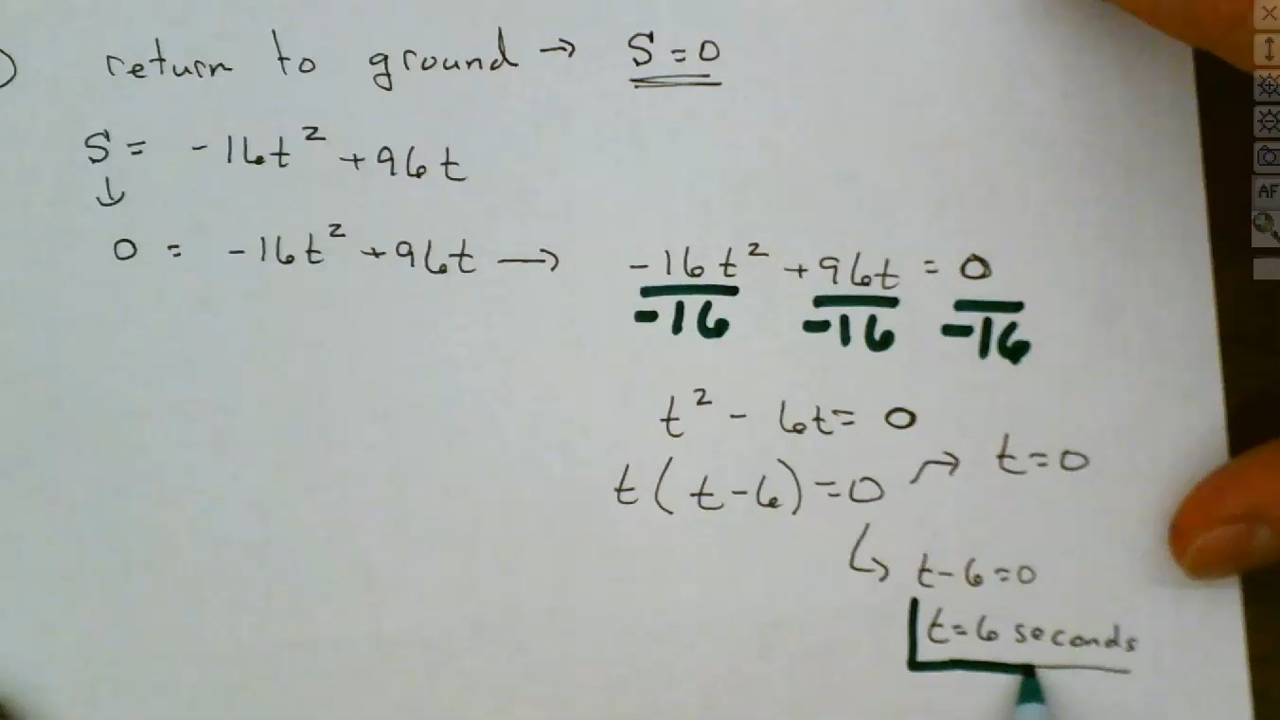 ) return to ground → S = 0
S = -16t² + 96t
↓
0 = -16t² + 96t → -16t² + 96t = 0
-16 -16 -16
t² - 6t = 0
t(t - 6) = 0 → t = 0
↳ t - 6 = 0
t = 6 seconds
AF